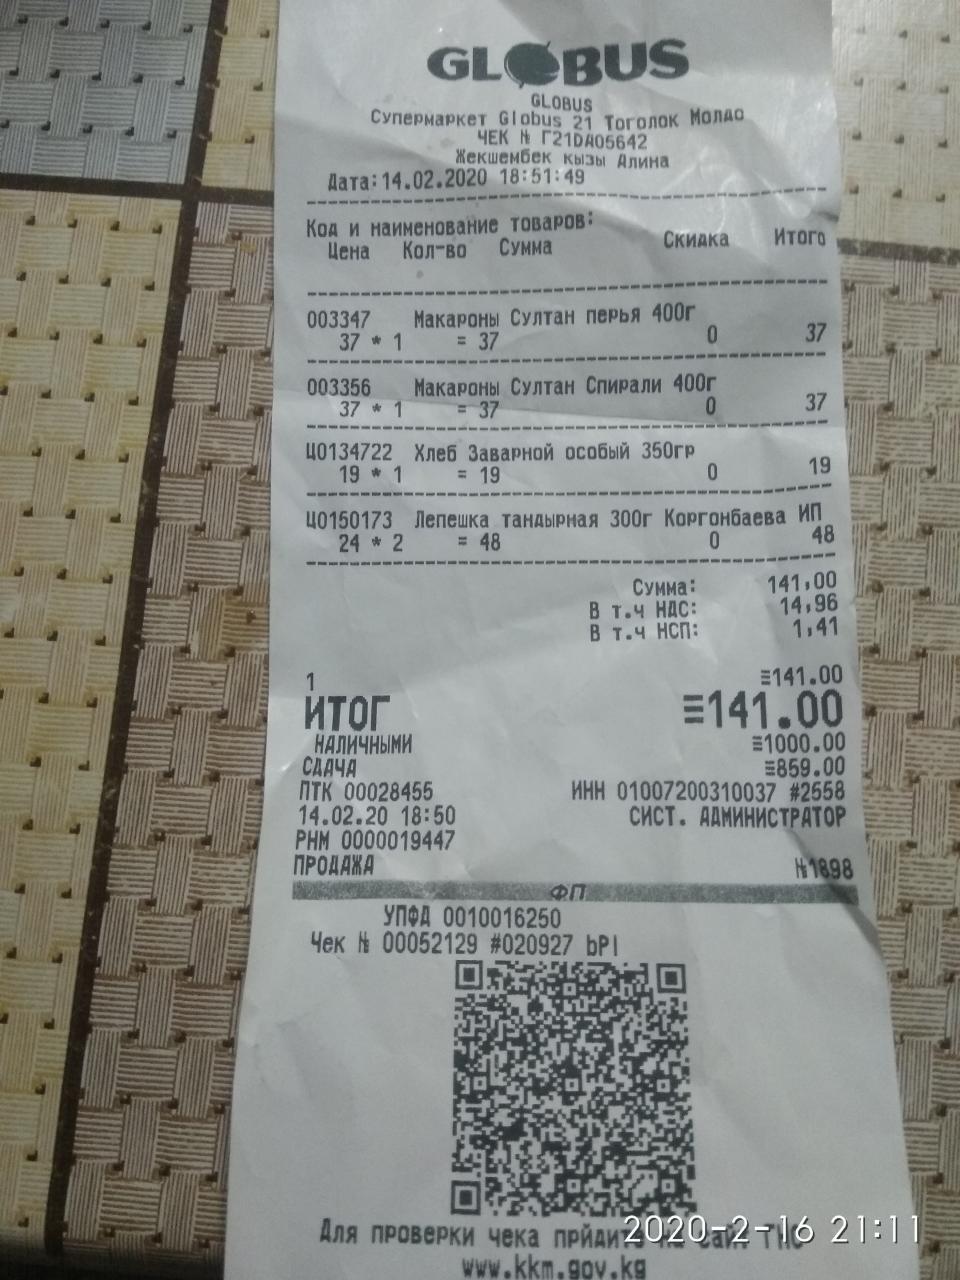 GLOBUS
GLOBUS
Супермаркет Globus 21 Тоголок Молдо
ЧЕК № Г21DA05642
Жекшембек кызы Алина
Дата:14.02.2020 18:51:49
Код и наименование товаров:
Цена Кол-во Сумма Скидка Итого
003347 Макароны Султан перья 400г
37 * 1 = 37 0 37
003356 Макароны Султан Спирали 400г
37 * 1 = 37 0 37
Ц0134722 Хлеб Заварной особый 350гр
19 * 1 = 19 0 19
Ц0150173 Лепешка тандырная 300г Коргонбаева ИП
24 * 2 = 48 0 48
Сумма: 141,00
В т.ч НДС: 14,96
В т.ч НСП: 1,41
1 ≡141.00
ИТОГ ≡141.00
НАЛИЧНЫМИ ≡1000.00
СДАЧА ≡859.00
ПТК 00028455 ИНН 01007200310037 #2558
14.02.20 18:50 СИСТ. АДМИНИСТРАТОР
РНМ 0000019447
ПРОДАЖА №1898
ФП
УПФД 0010016250
Чек № 00052129 #020927 bPI
Для проверки чека прйдите на сайт ГНС
2020-2-16 21:11
www.kkm.gov.kg